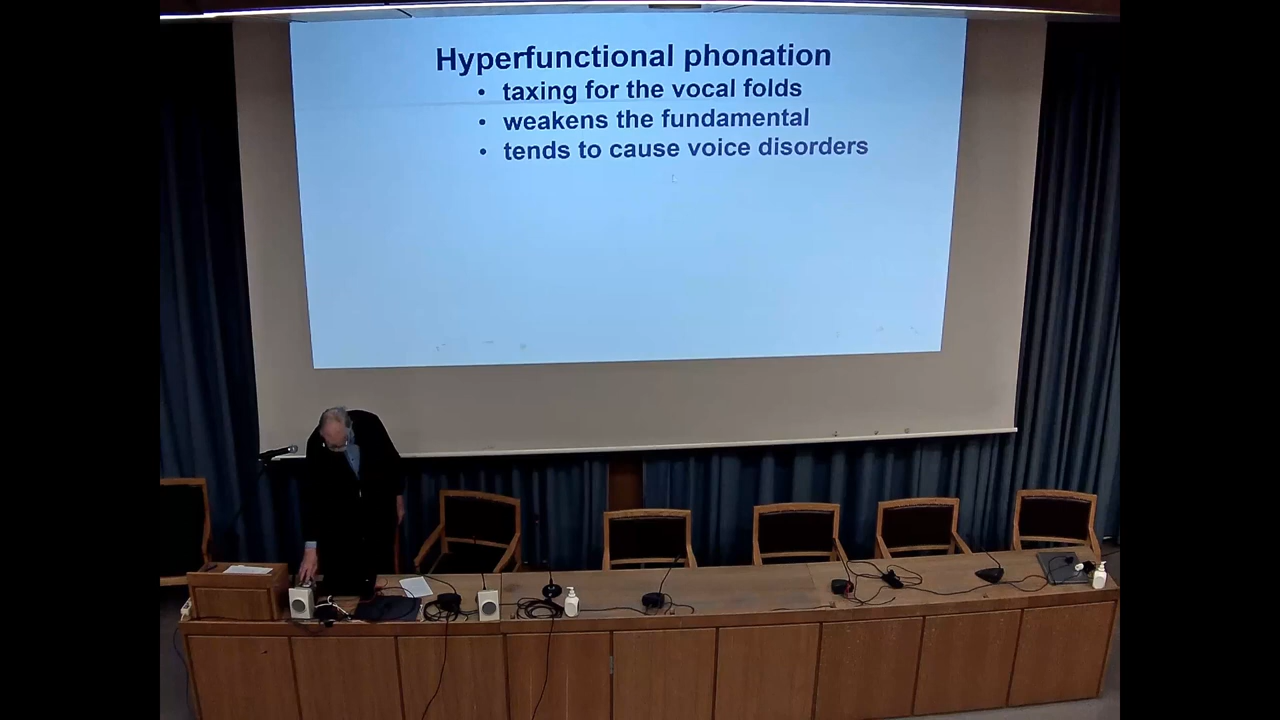 Hyperfunctional phonation
• taxing for the vocal folds
• weakens the fundamental
• tends to cause voice disorders